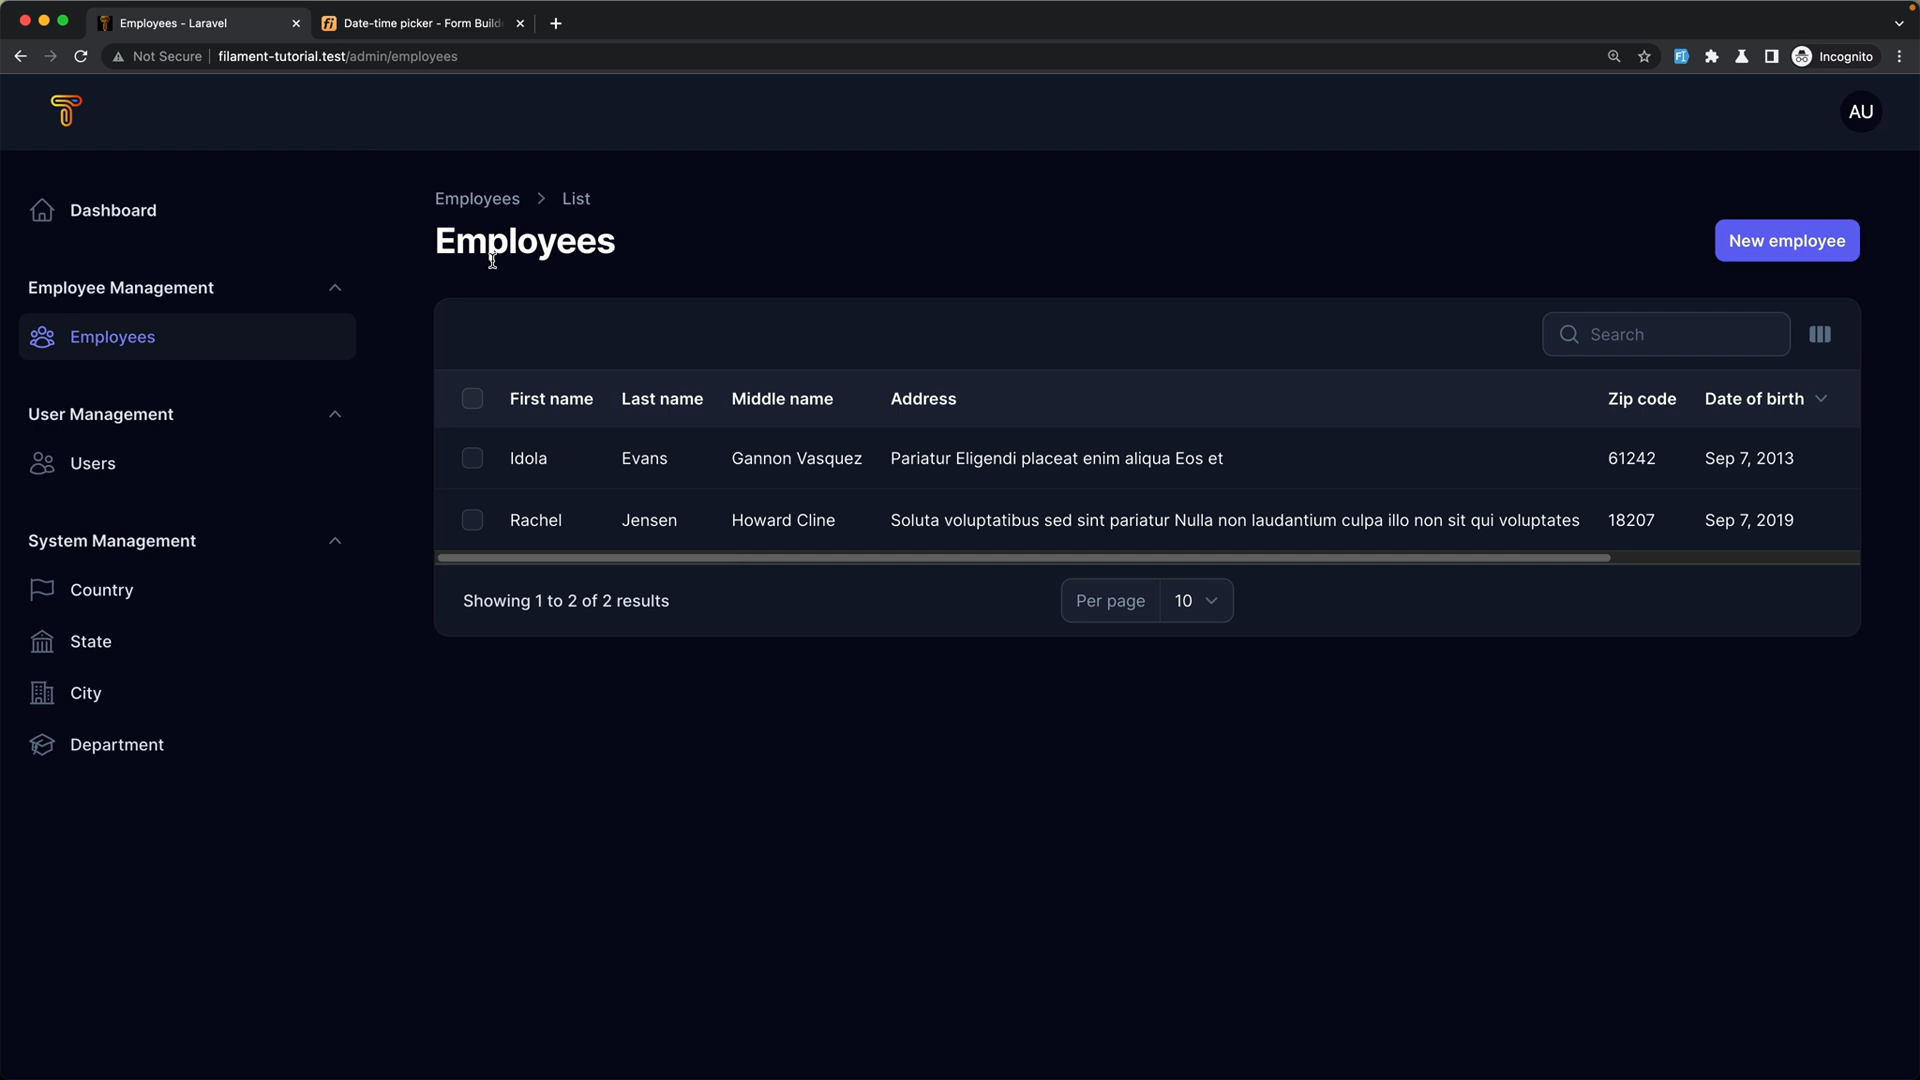 Employees - Laravel
Date-time picker - Form Build
Not Secure
filament-tutorial.test/admin/employees
Incognito
AU
Dashboard
Employee Management
Employees
User Management
Users
System Management
Country
State
City
Department
Employees > List
Employees
New employee
Search
First name Last name Middle name Address Zip code Date of birth
Idola Evans Gannon Vasquez Pariatur Eligendi placeat enim aliqua Eos et 61242 Sep 7, 2013
Rachel Jensen Howard Cline Soluta voluptatibus sed sint pariatur Nulla non laudantium culpa illo non sit qui voluptates 18207 Sep 7, 2019
Showing 1 to 2 of 2 results
Per page 10